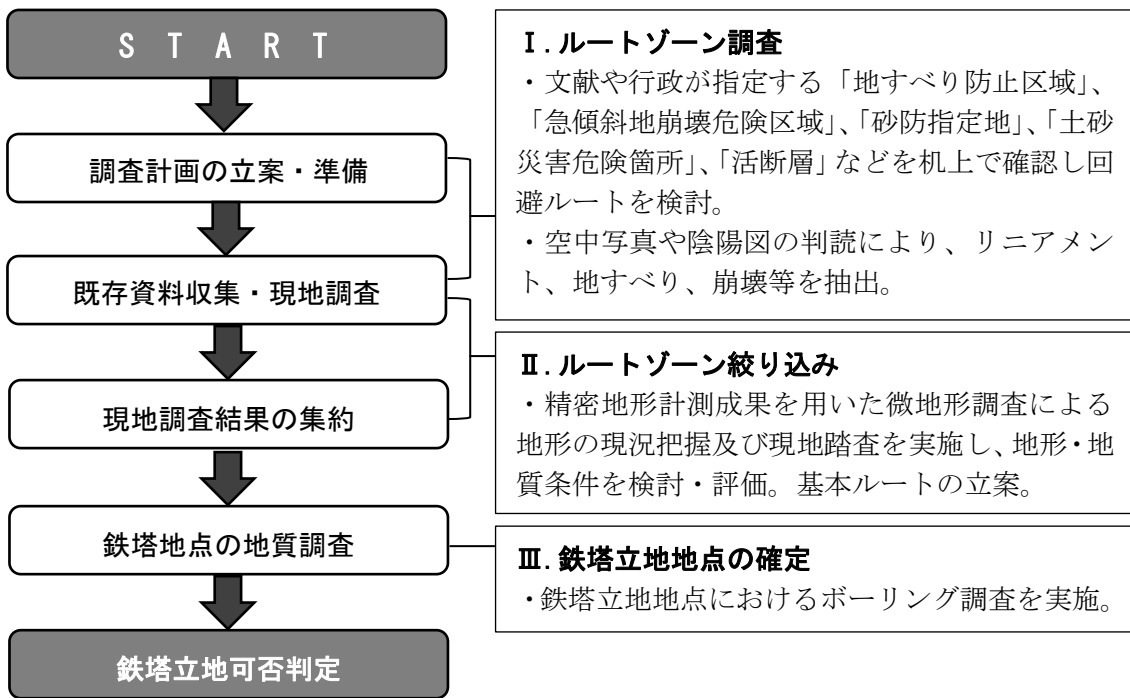 START
調査計画の立案・準備
既存資料収集・現地調査
現地調査結果の集約
鉄塔地点の地質調査
鉄塔立地可否判定
Ⅰ.ルートゾーン調査
・文献や行政が指定する「地すべり防止区域」、
「急傾斜地崩壊危険区域」、「砂防指定地」、「土砂
災害危険箇所」、「活断層」などを机上で確認し回
避ルートを検討。
・空中写真や陰陽図の判読により、リニアメン
ト、地すべり、崩壊等を抽出。
Ⅱ.ルートゾーン絞り込み
・精密地形計測成果を用いた微地形調査による
地形の現況把握及び現地踏査を実施し、地形・地
質条件を検討・評価。基本ルートの立案。
Ⅲ.鉄塔立地地点の確定
・鉄塔立地地点におけるボーリング調査を実施。